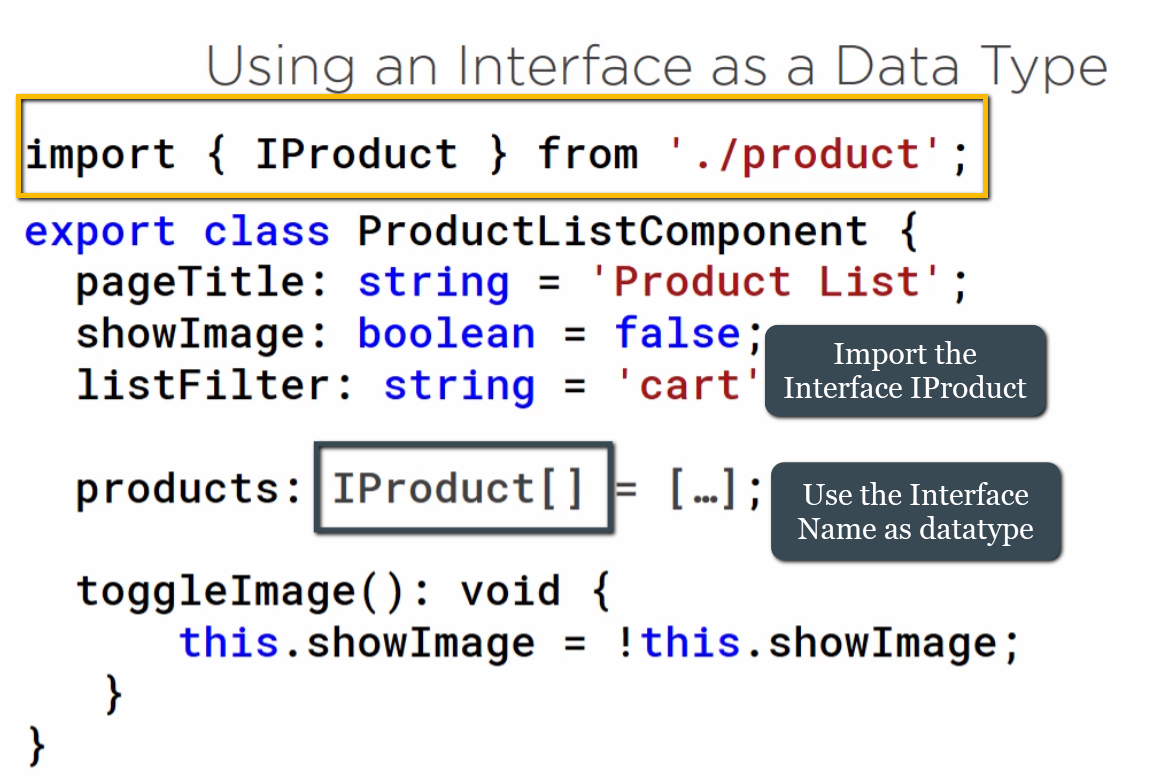 Using an Interface as a Data Type
import { IProduct } from './product';
export class ProductListComponent {
pageTitle: string = 'Product List';
showImage: boolean = false;
listFilter: string = 'cart'
Import the
Interface IProduct
products: IProduct[] = […];
Use the Interface
Name as datatype
toggleImage(): void {
this.showImage = !this.showImage;
}
}